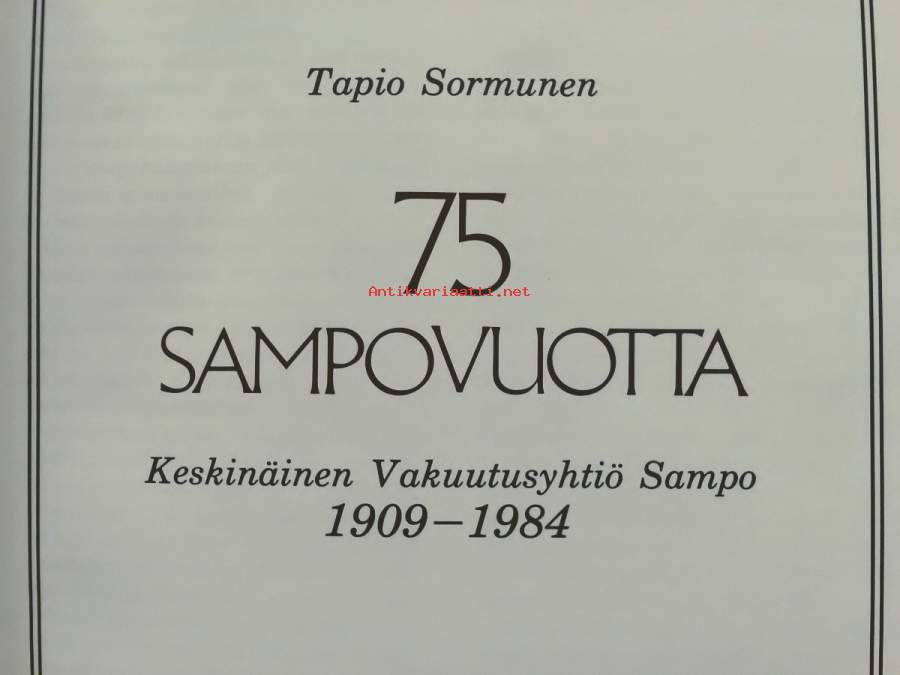 Tapio Sormunen
75
Antikvariaatti.net
SAMPOVUOTTA
Keskinäinen Vakuutusyhtiö Sampo
1909–1984